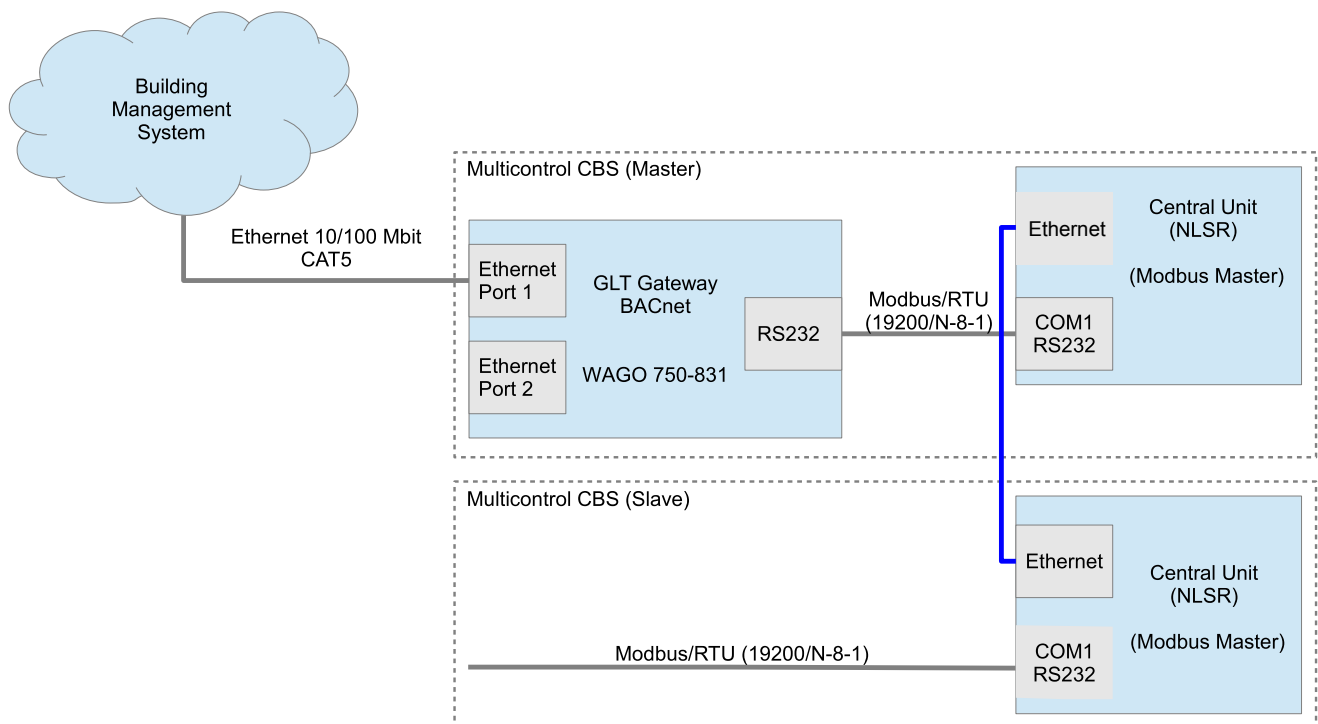 Building
Management
System
Ethernet 10/100 Mbit
CAT5
Multicontrol CBS (Master)
Ethernet
Port 1
GLT Gateway
BACnet
Ethernet
Port 2
WAGO 750-831
RS232
Modbus/RTU
(19200/N-8-1)
Ethernet
COM1
RS232
Central Unit
(NLSR)
(Modbus Master)
Multicontrol CBS (Slave)
Ethernet
Central Unit
(NLSR)
(Modbus Master)
Modbus/RTU (19200/N-8-1)
COM1
RS232